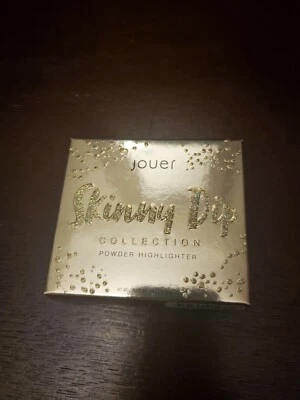 jouer
Skinny Dip
COLLECTION
POWDER HIGHLIGHTER